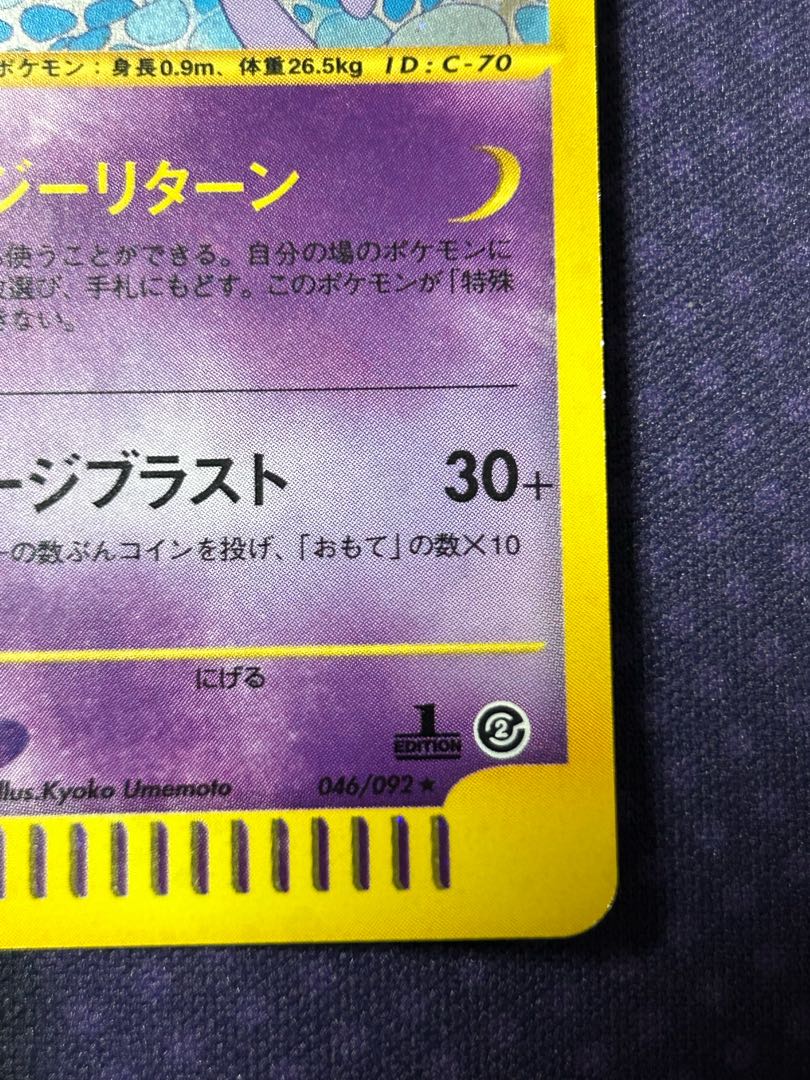 ポケモン：身長0.9m、体重26.5kg ID：C-70
ジーリターン
使うことができる。自分の場のポケモンに
選び、手札にもどす。このポケモンが「特殊
きない。
ージブラスト 30+
ーの数ぶんコインを投げ、「おもて」の数×10
にげる
1
EDITION
2
Illus.Kyoko Umemoto 046/092 ★